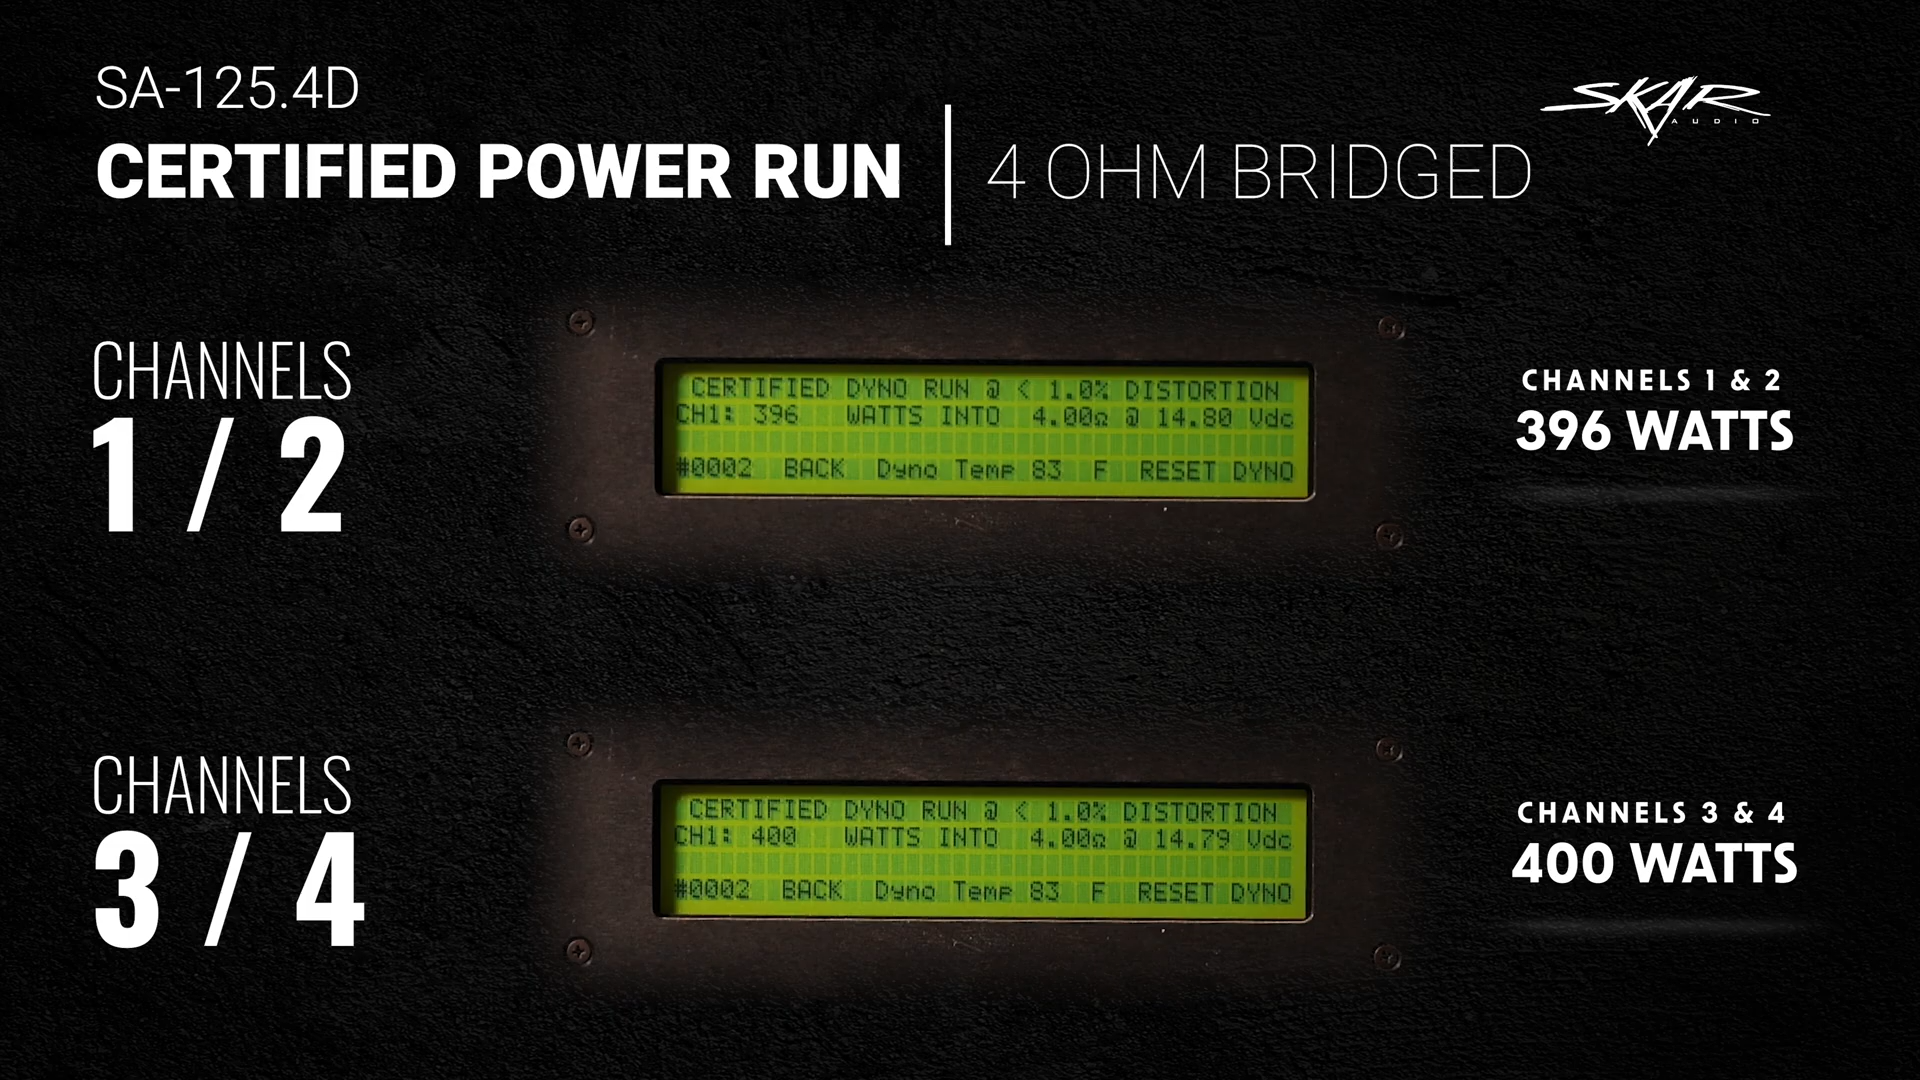 SA-125.4D
CERTIFIED POWER RUN
4 OHM BRIDGED
SKAR
AUDIO
CHANNELS
1 / 2
CERTIFIED DYNO RUN @ < 1.0% DISTORTION
CH1: 396 WATTS INTO 4.00Ω @ 14.80 Vdc
#0002 BACK Dyno Temp 83 F RESET DYNO
CHANNELS 1 & 2
396 WATTS
CHANNELS
3 / 4
CERTIFIED DYNO RUN @ < 1.0% DISTORTION
CH1: 400 WATTS INTO 4.00Ω @ 14.79 Vdc
#0002 BACK Dyno Temp 83 F RESET DYNO
CHANNELS 3 & 4
400 WATTS